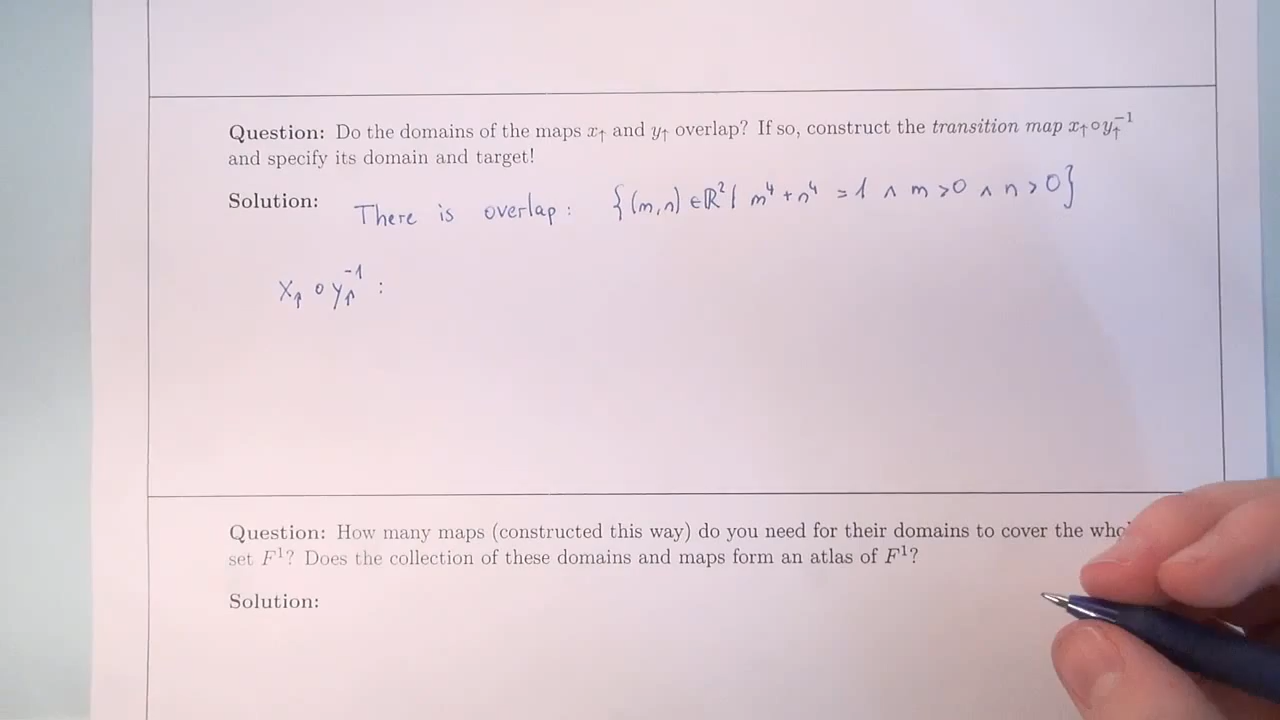 Question: Do the domains of the maps x↑ and y↑ overlap? If so, construct the transition map x↑∘y↑⁻¹
and specify its domain and target!
Solution: There is overlap: {(m,n) ∈ ℝ² | m⁴ + n⁴ = 1 ∧ m > 0 ∧ n > 0}
x↑ ∘ y↑⁻¹ :
Question: How many maps (constructed this way) do you need for their domains to cover the
set F¹? Does the collection of these domains and maps form an atlas of F¹?
Solution: